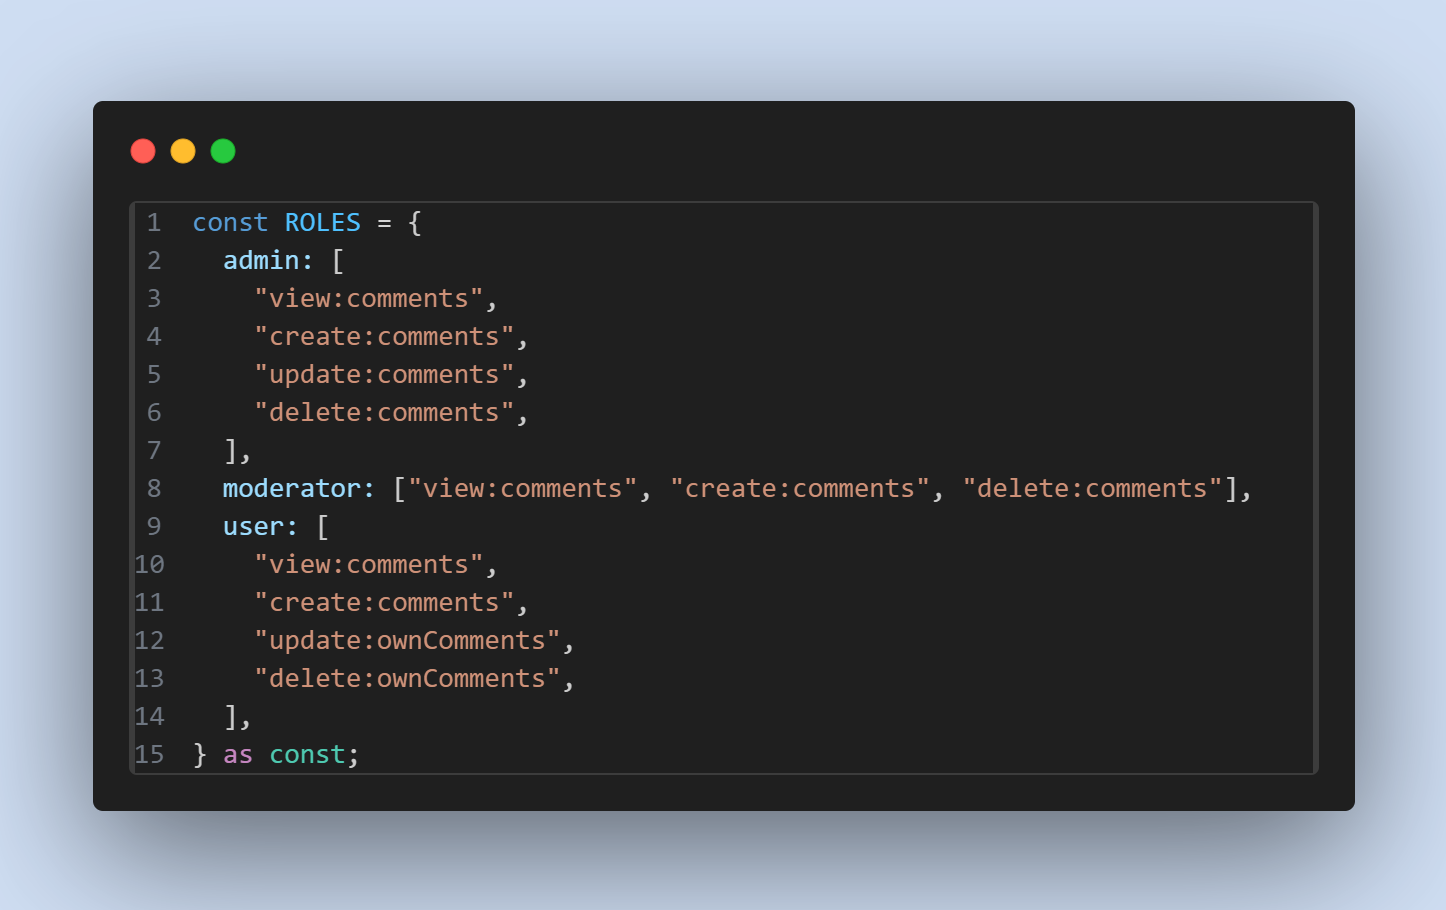 1 const ROLES = {
2   admin: [
3     "view:comments",
4     "create:comments",
5     "update:comments",
6     "delete:comments",
7   ],
8   moderator: ["view:comments", "create:comments", "delete:comments"],
9   user: [
10     "view:comments",
11     "create:comments",
12     "update:ownComments",
13     "delete:ownComments",
14   ],
15 } as const;